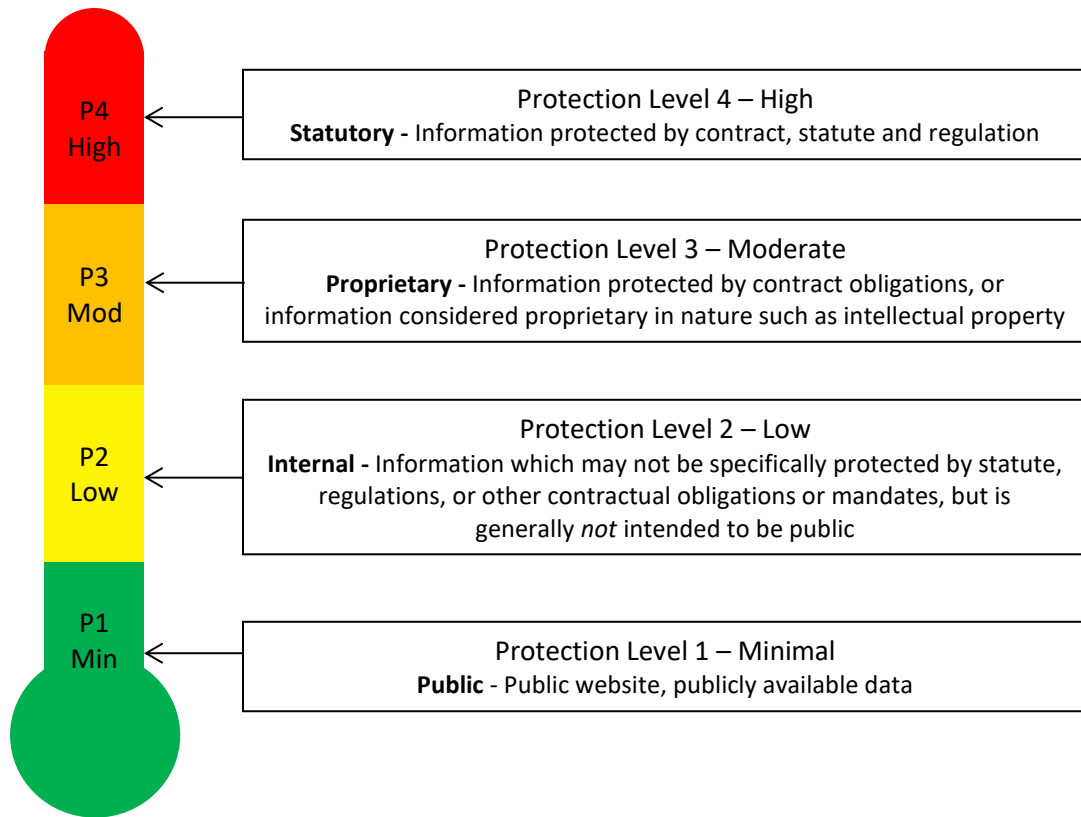 P4
High
Protection Level 4 – High
Statutory - Information protected by contract, statute and regulation
P3
Mod
Protection Level 3 – Moderate
Proprietary - Information protected by contract obligations, or
information considered proprietary in nature such as intellectual property
P2
Low
Protection Level 2 – Low
Internal - Information which may not be specifically protected by statute,
regulations, or other contractual obligations or mandates, but is
generally not intended to be public
P1
Min
Protection Level 1 – Minimal
Public - Public website, publicly available data